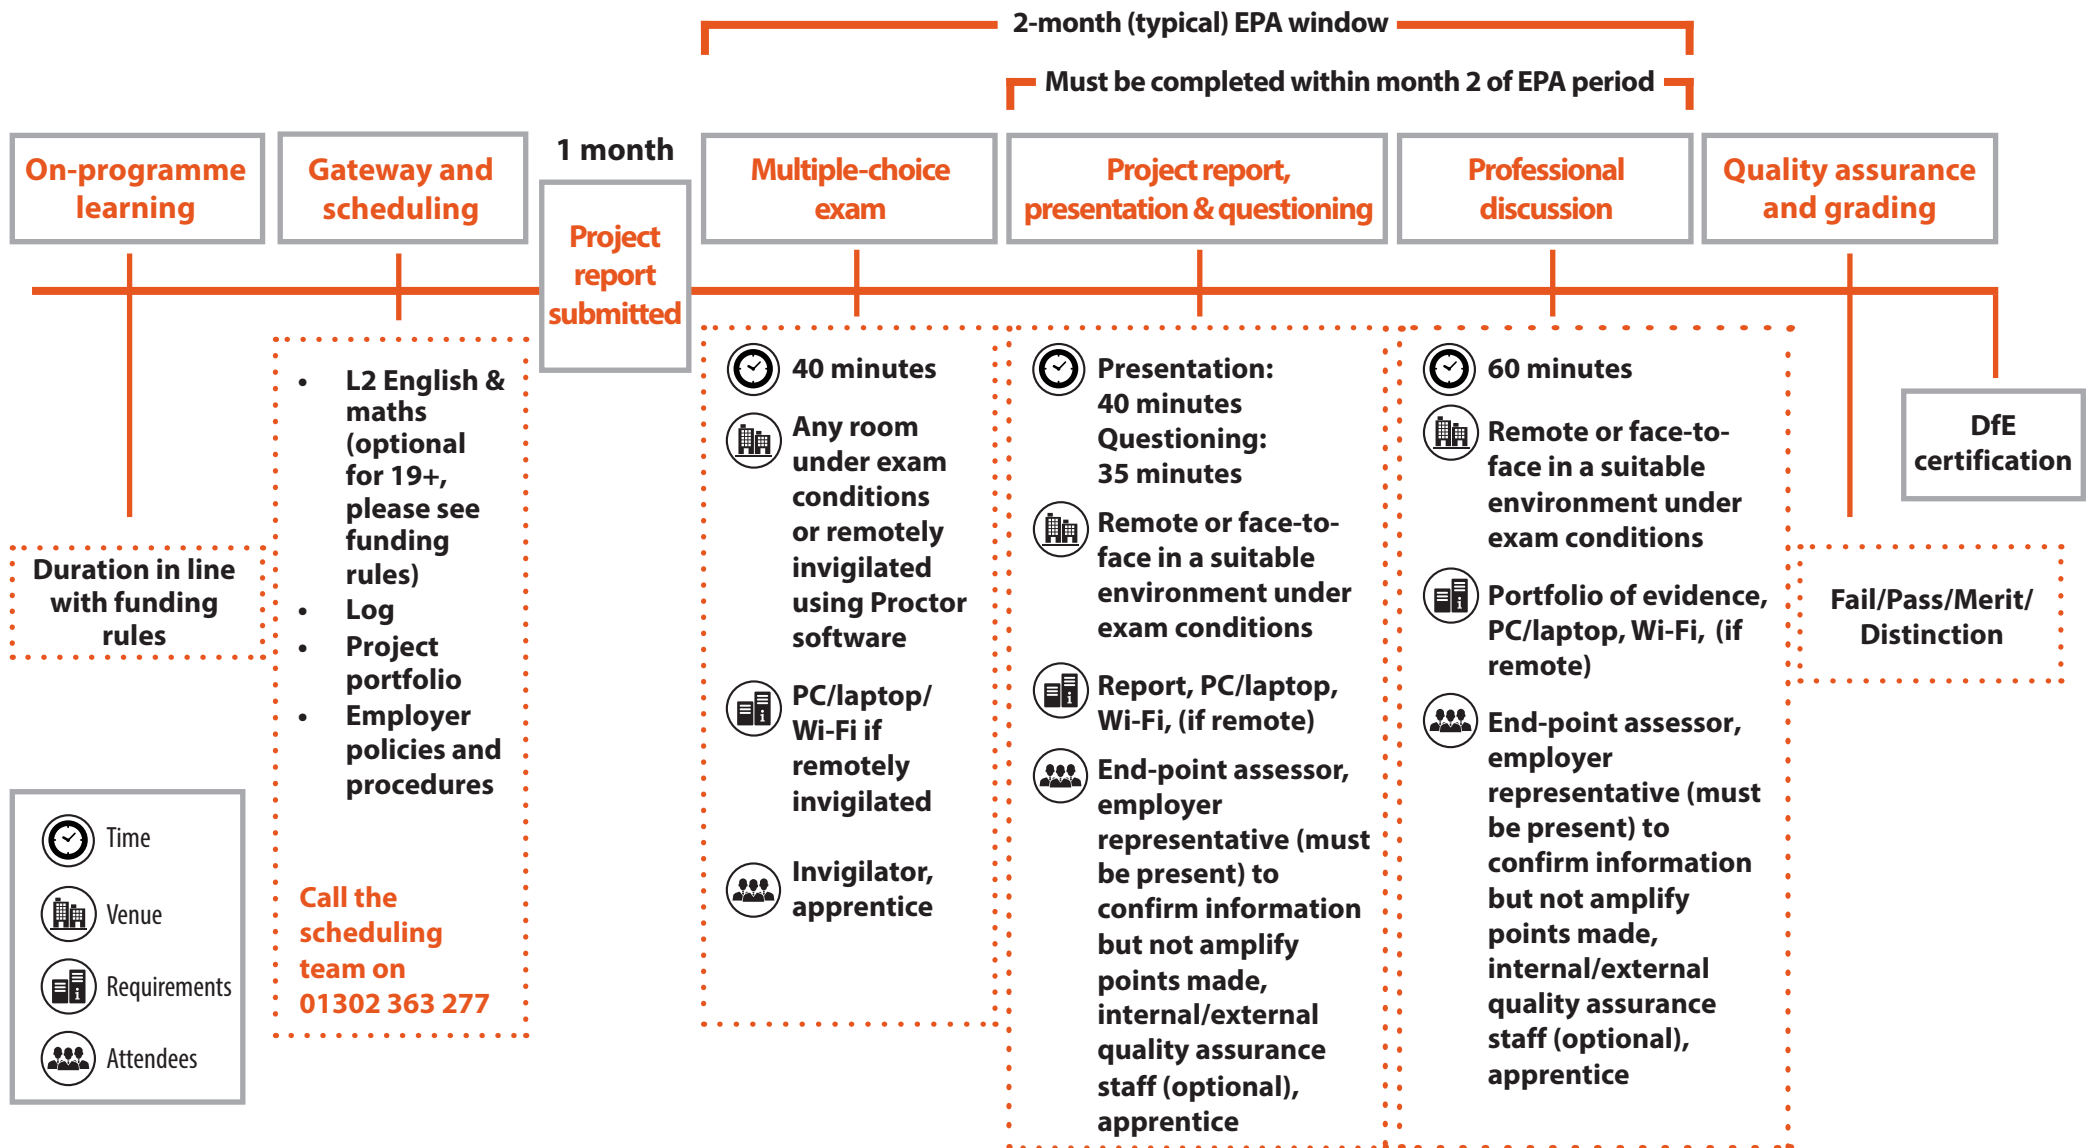 2-month (typical) EPA window
Must be completed within month 2 of EPA period
On-programme
learning
Gateway and
scheduling
1 month
Project
report
submitted
Multiple-choice
exam
Project report,
presentation & questioning
Professional
discussion
Quality assurance
and grading
Duration in line
with funding
rules
• L2 English &
maths
(optional
for 19+,
please see
funding
rules)
• Log
• Project
portfolio
• Employer
policies and
procedures
Call the
scheduling
team on
01302 363 277
40 minutes
Any room
under exam
conditions
or remotely
invigilated
using Proctor
software
PC/laptop/
Wi-Fi if
remotely
invigilated
Invigilator,
apprentice
Presentation:
40 minutes
Questioning:
35 minutes
Remote or face-to-
face in a suitable
environment under
exam conditions
Report, PC/laptop,
Wi-Fi, (if remote)
End-point assessor,
employer
representative (must
be present) to
confirm information
but not amplify
points made,
internal/external
quality assurance
staff (optional),
apprentice
60 minutes
Remote or face-to-
face in a suitable
environment under
exam conditions
Portfolio of evidence,
PC/laptop, Wi-Fi, (if
remote)
End-point assessor,
employer
representative (must
be present) to
confirm information
but not amplify
points made,
internal/external
quality assurance
staff (optional),
apprentice
Fail/Pass/Merit/
Distinction
DfE
certification
Time
Venue
Requirements
Attendees